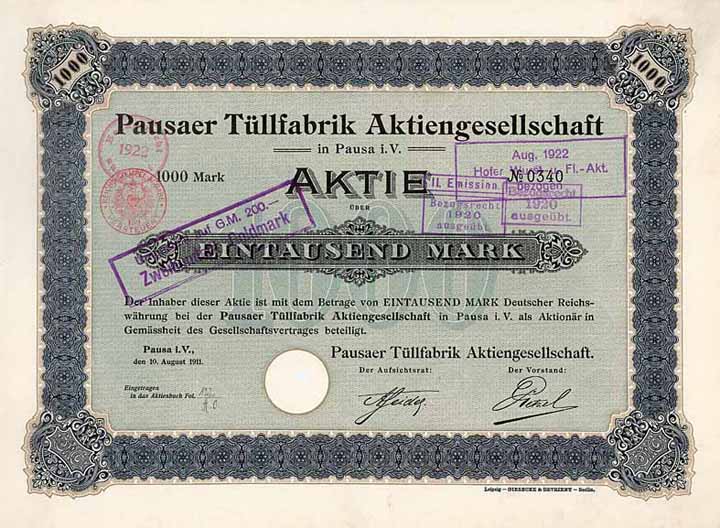 1000
1000
Pausaer Tüllfabrik Aktiengesellschaft
in Pausa i.V.
1922
Aug. 1922
Hofer Fl.-Akt.
bezogen
1000 Mark
AKTIE
№ 0340
ÜBER
II. Emission
Bezugsrecht
1920
ausgeübt.
Bezugsrecht
1920
ausgeübt.
auf G.M. 200.—
Goldmark
1000
EINTAUSEND MARK
Der Inhaber dieser Aktie ist mit dem Betrage von EINTAUSEND MARK Deutscher Reichs-
währung bei der Pausaer Tüllfabrik Aktiengesellschaft in Pausa i. V. als Aktionär in
Gemässheit des Gesellschaftsvertrages beteiligt.
Pausa i.V.,
den 10. August 1911.
Pausaer Tüllfabrik Aktiengesellschaft.
Der Aufsichtsrat:
Der Vorstand:
Eingetragen
in das Aktienbuch Fol.
Leipzig — GIESECKE & DEVRIENT — Berlin.